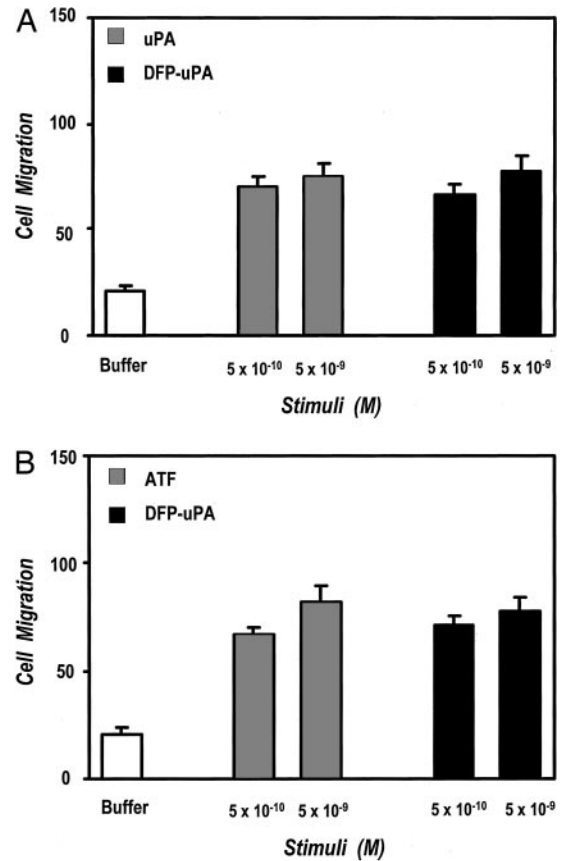 A
150
100
50
0
Cell Migration
uPA
DFP-uPA
Buffer
5 x 10⁻¹⁰ 5 x 10⁻⁹ 5 x 10⁻¹⁰ 5 x 10⁻⁹
Stimuli (M)
B
150
100
50
0
Cell Migration
ATF
DFP-uPA
Buffer
5 x 10⁻¹⁰ 5 x 10⁻⁹ 5 x 10⁻¹⁰ 5 x 10⁻⁹
Stimuli (M)